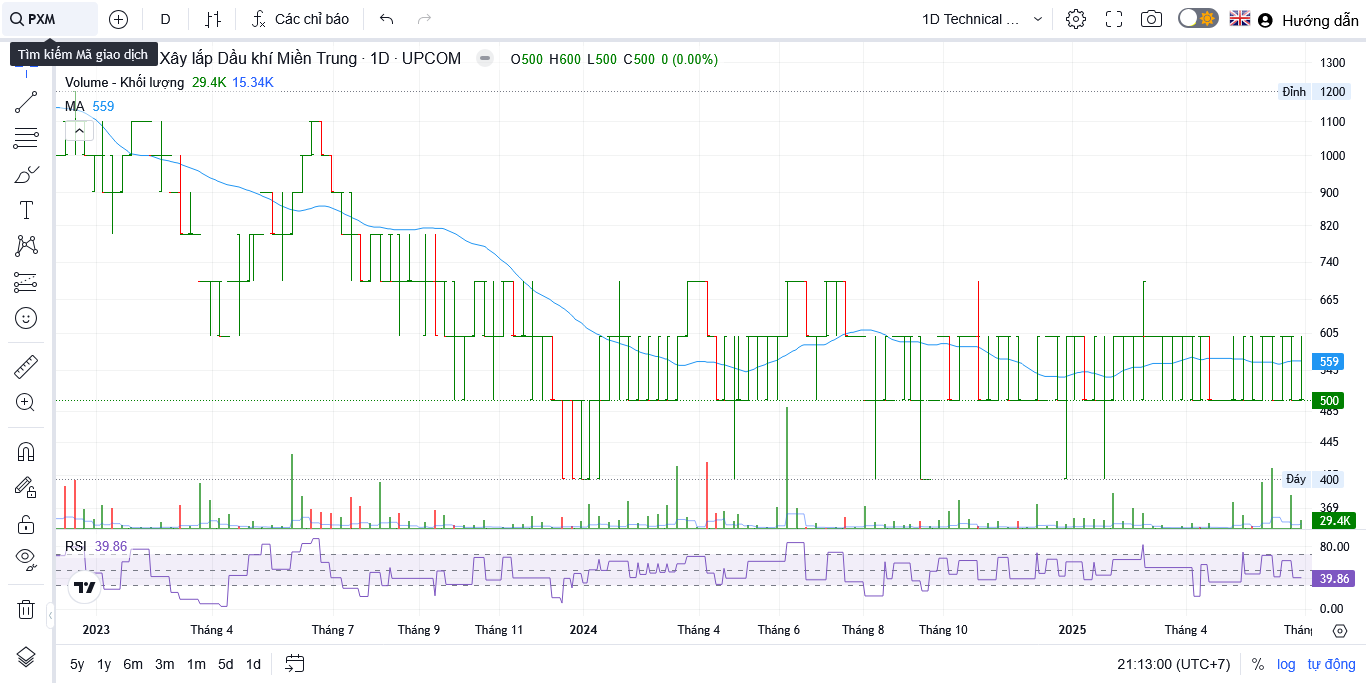 PXM D Các chỉ báo 1D Technical ... Hướng dẫn
Tìm kiếm Mã giao dịch
Xây lắp Dầu khí Miền Trung · 1D · UPCOM O500 H600 L500 C500 0 (0.00%)
Volume - Khối lượng 29.4K 15.34K
MA 559
1300
Đỉnh 1200
1100
1000
900
820
740
665
605
559
545
500
485
445
Đáy 400
369
29.4K
RSI 39.86
80.00
39.86
0.00
2023 Tháng 4 Tháng 7 Tháng 9 Tháng 11 2024 Tháng 4 Tháng 6 Tháng 8 Tháng 10 2025 Tháng 4 Tháng
5y 1y 6m 3m 1m 5d 1d 21:13:00 (UTC+7) % log tự động